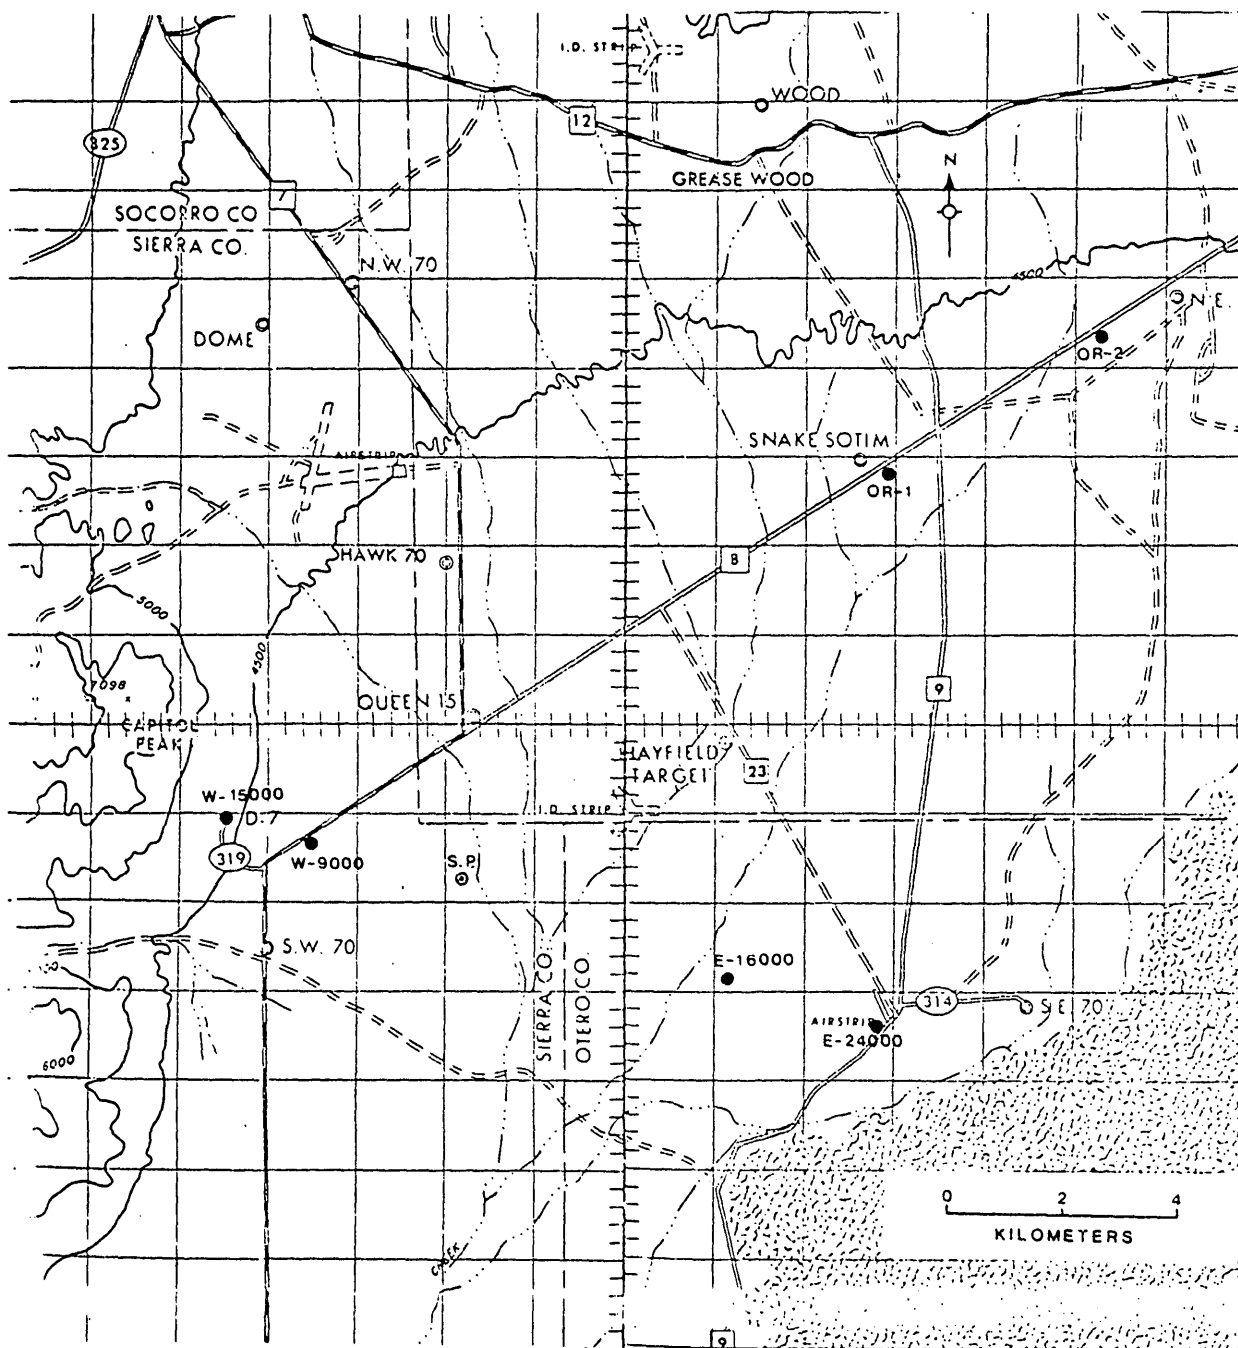 I.D. STRIP
WOOD
12
325
GREASE WOOD
N
7
SOCORRO CO
SIERRA CO.
N.W. 70
4500
N.E.
DOME
OR-2
SNAKE SOTIM
AIRSTRIP
OR-1
HAWK 70
8
5000
4500
7098
9
QUEEN 15
CAPITOL
PEAK
HAYFIELD
TARGET
23
W-15000
D.7
I.D. STRIP
319
W-9000
S.P.
S.W. 70
E-16000
SIERRA CO.
OTERO CO.
314
S.E. 70
AIRSTRIP
E-24000
6000
0 2 4
KILOMETERS
9